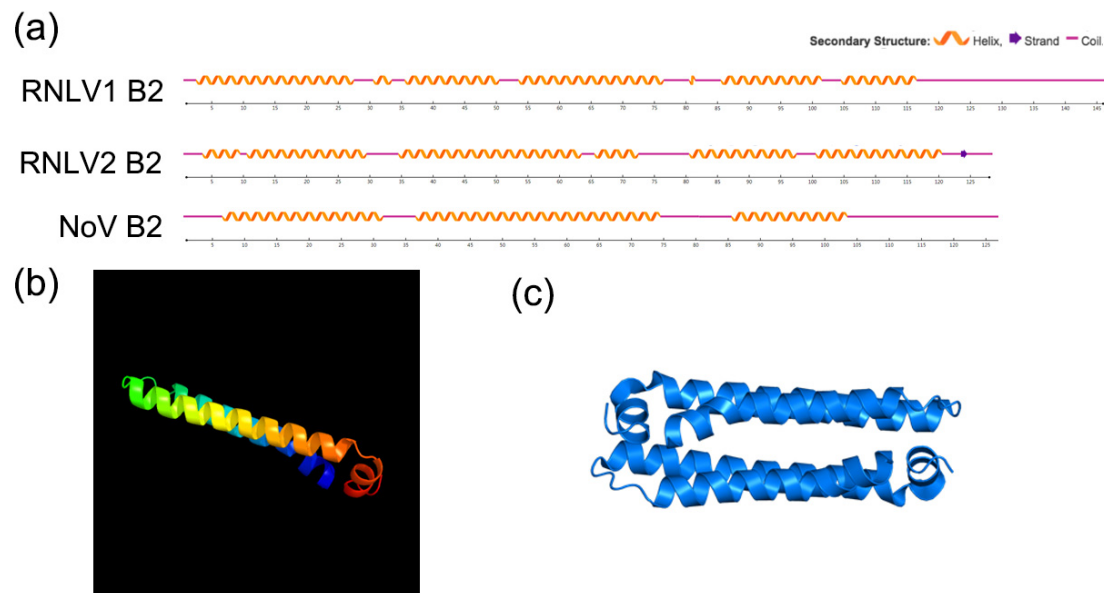 (a)
Secondary Structure: Helix, Strand Coil.
RNLV1 B2
5 10 15 20 25 30 35 40 45 50 55 60 65 70 75 80 85 90 95 100 105 110 115 120 125 130 135 140 145
RNLV2 B2
5 10 15 20 25 30 35 40 45 50 55 60 65 70 75 80 85 90 95 100 105 110 115 120 125
NoV B2
5 10 15 20 25 30 35 40 45 50 55 60 65 70 75 80 85 90 95 100 105 110 115 120 125
(b)
(c)